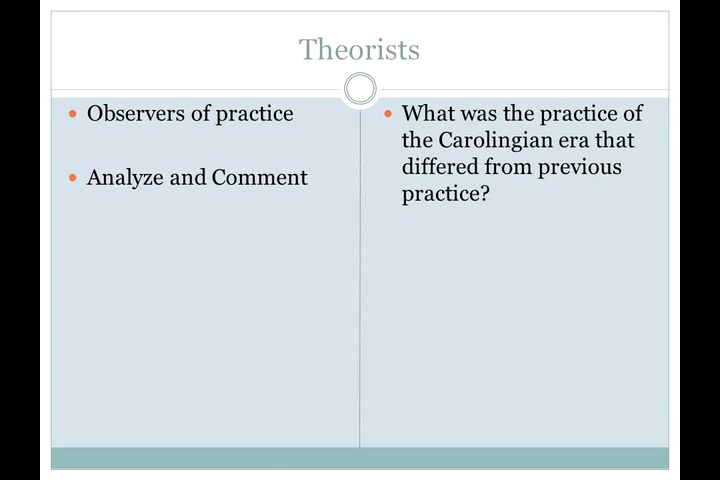 Theorists
Observers of practice
Analyze and Comment
What was the practice of
the Carolingian era that
differed from previous
practice?